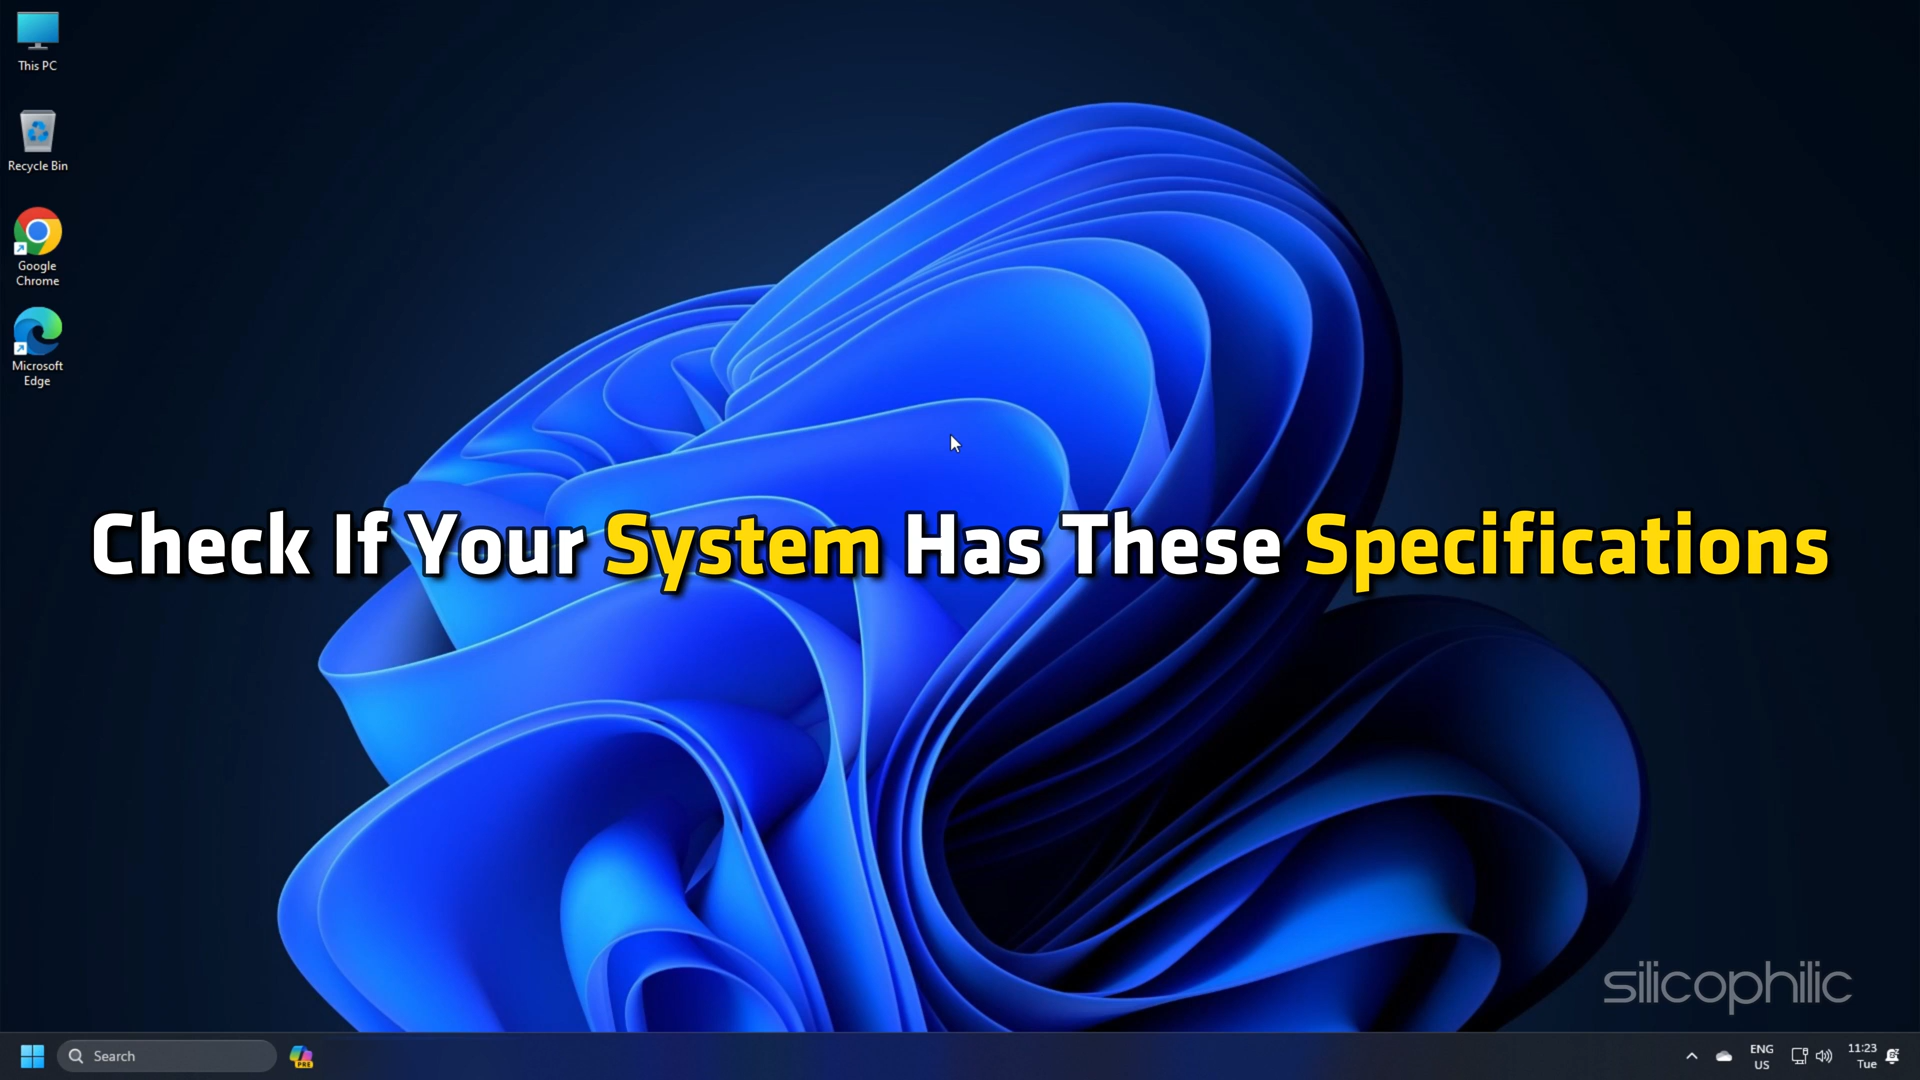 This PC
Recycle Bin
Google
Chrome
Microsoft
Edge
Check If Your System Has These Specifications
silicophilic
Search
PRE
ENG
US
11:23
Tue